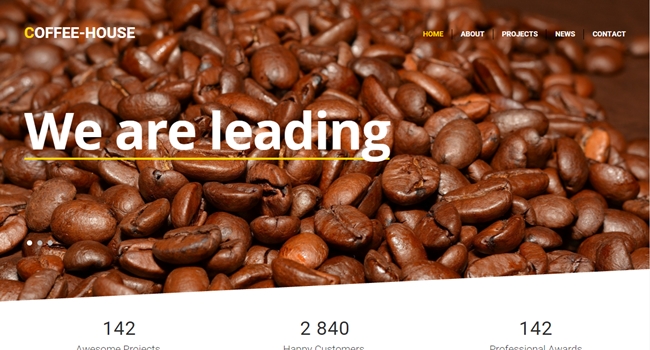 COFFEE-HOUSE
HOME ABOUT PROJECTS NEWS CONTACT
We are leading
142 2 840 142
Awesome Projects Happy Customers Professional Awards